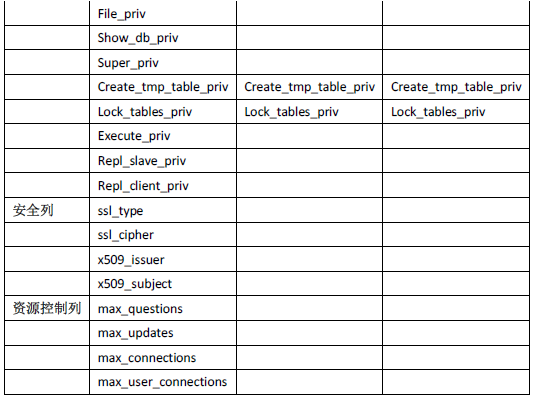 File_priv
Show_db_priv
Super_priv
Create_tmp_table_priv Create_tmp_table_priv Create_tmp_table_priv
Lock_tables_priv Lock_tables_priv Lock_tables_priv
Execute_priv
Repl_slave_priv
Repl_client_priv
安全列 ssl_type
ssl_cipher
x509_issuer
x509_subject
资源控制列 max_questions
max_updates
max_connections
max_user_connections